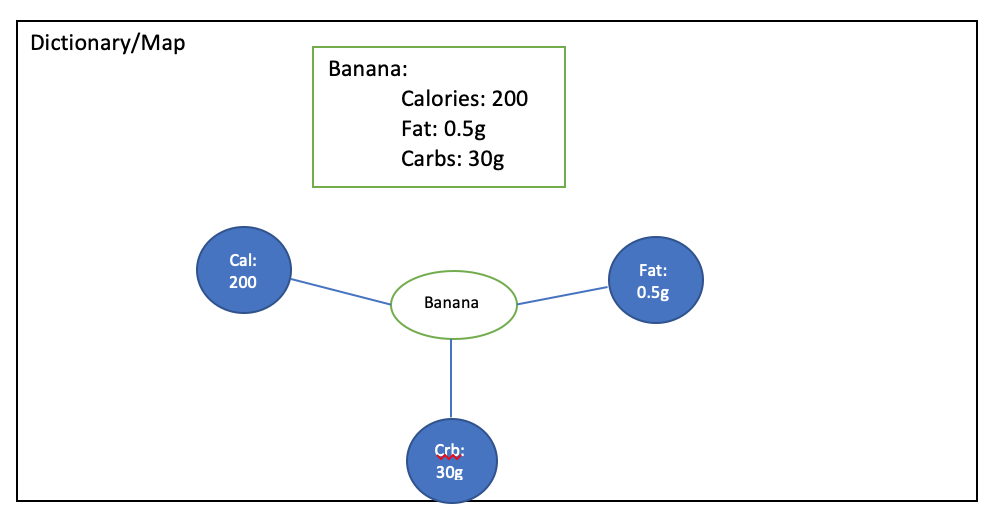 Dictionary/Map
Banana:
Calories: 200
Fat: 0.5g
Carbs: 30g
Cal:
200
Banana
Fat:
0.5g
Crb:
30g